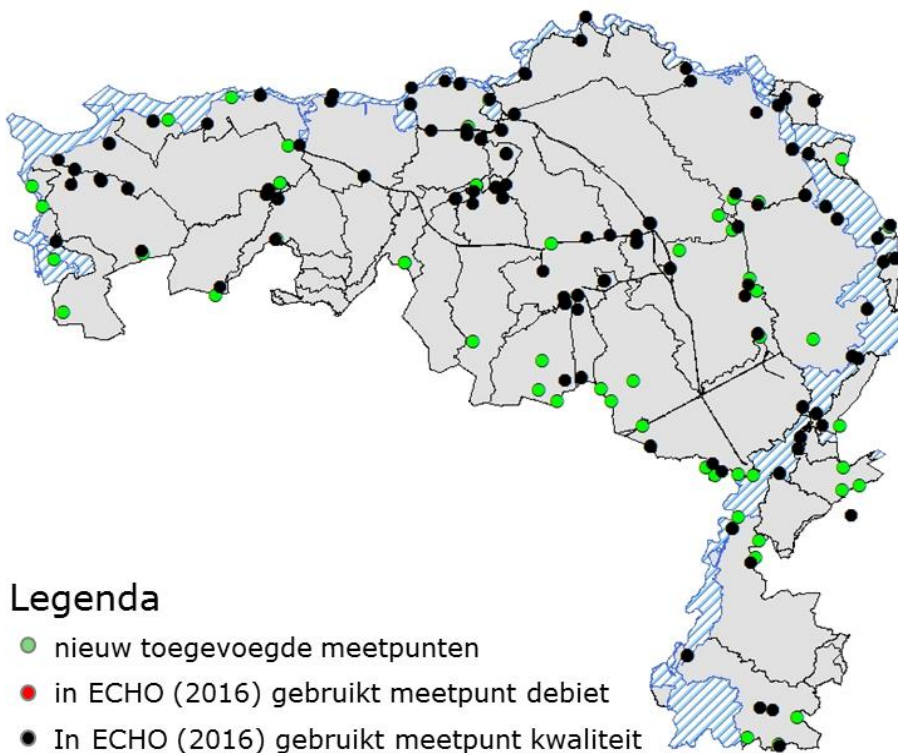 Legenda
nieuw toegevoegde meetpunten
in ECHO (2016) gebruikt meetpunt debiet
In ECHO (2016) gebruikt meetpunt kwaliteit